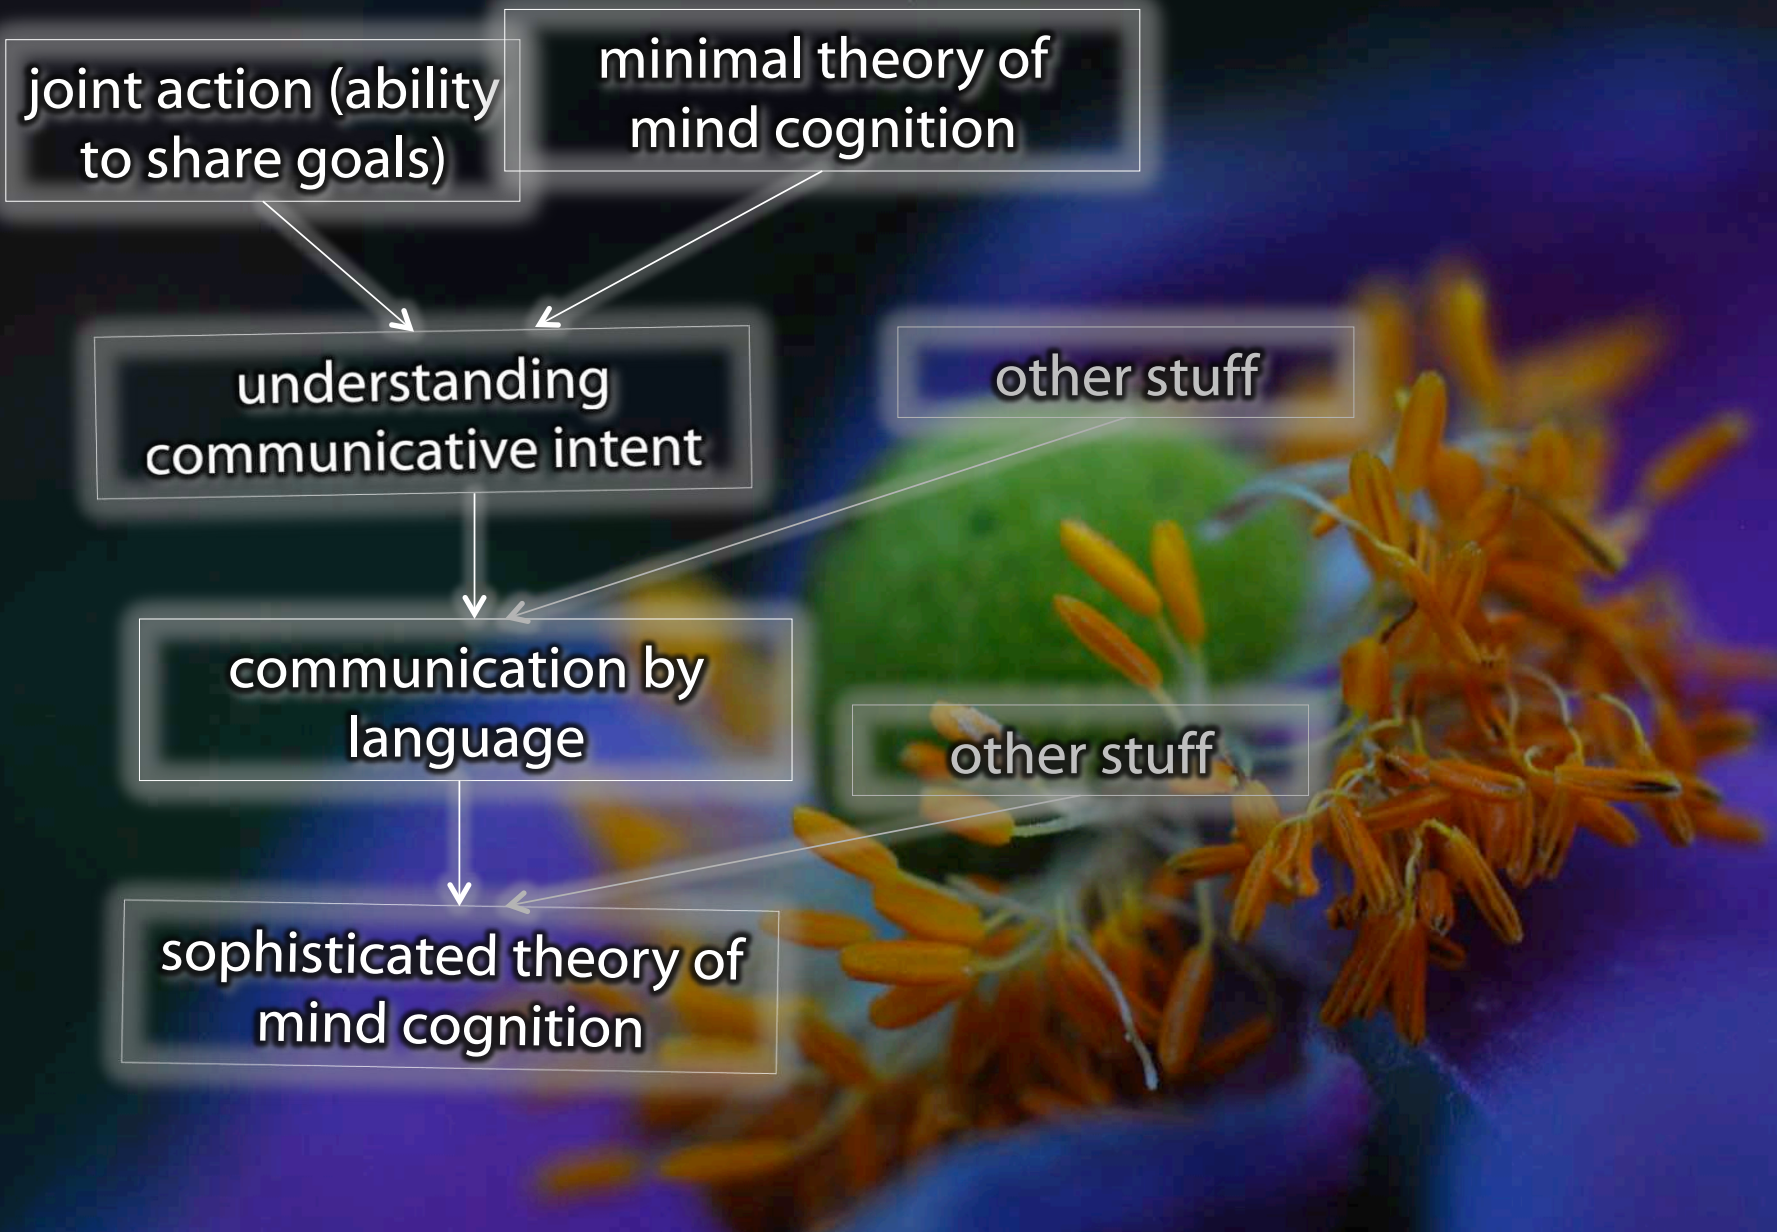 joint action (ability
to share goals)
minimal theory of
mind cognition
understanding
communicative intent
other stuff
communication by
language
other stuff
sophisticated theory of
mind cognition